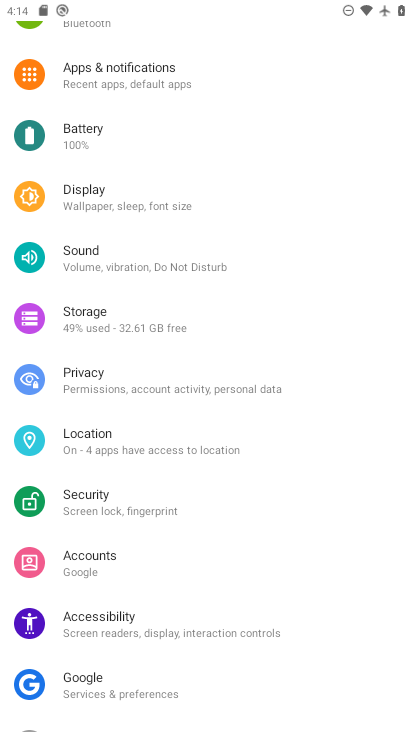 4:14
Bluetooth
Apps & notifications
Recent apps, default apps
Battery
100%
Display
Wallpaper, sleep, font size
Sound
Volume, vibration, Do Not Disturb
Storage
49% used - 32.61 GB free
Privacy
Permissions, account activity, personal data
Location
On - 4 apps have access to location
Security
Screen lock, fingerprint
Accounts
Google
Accessibility
Screen readers, display, interaction controls
Google
Services & preferences